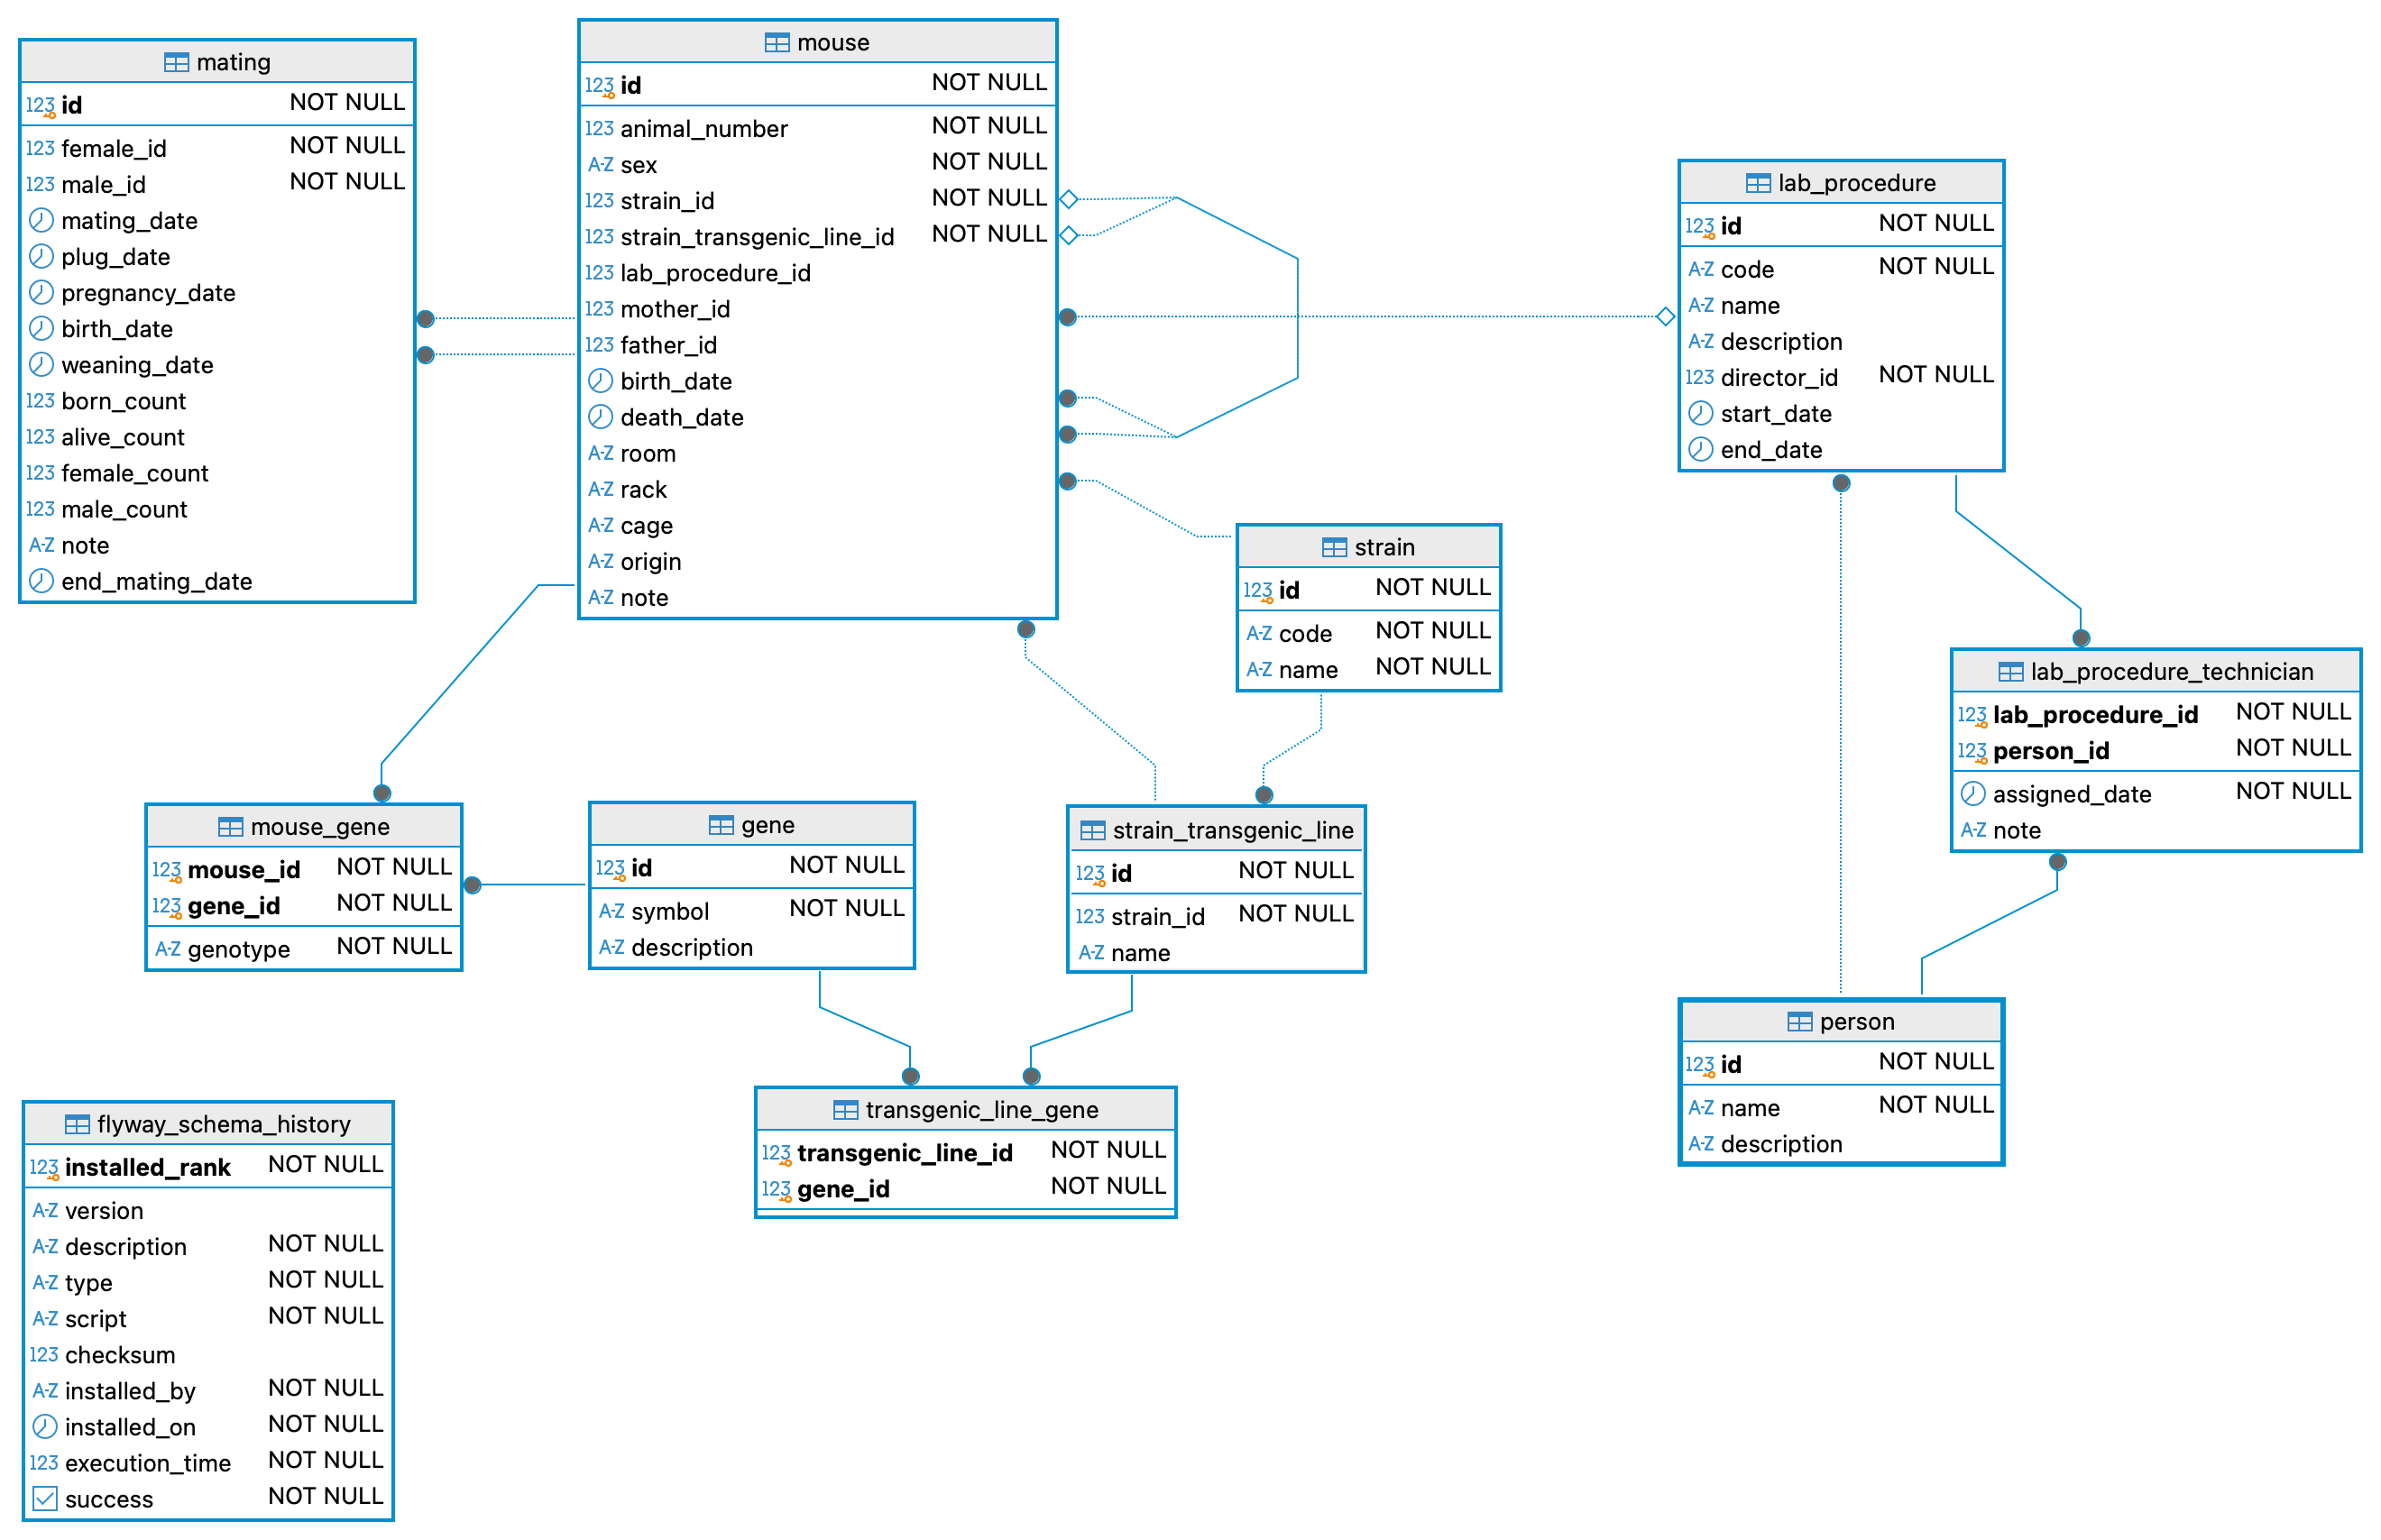 mating
123 id NOT NULL
123 female_id NOT NULL
123 male_id NOT NULL
mating_date
plug_date
pregnancy_date
birth_date
weaning_date
123 born_count
123 alive_count
123 female_count
123 male_count
A-Z note
end_mating_date
mouse
123 id NOT NULL
123 animal_number NOT NULL
A-Z sex NOT NULL
123 strain_id NOT NULL
123 strain_transgenic_line_id NOT NULL
123 lab_procedure_id
123 mother_id
123 father_id
birth_date
death_date
A-Z room
A-Z rack
A-Z cage
A-Z origin
A-Z note
lab_procedure
123 id NOT NULL
A-Z code NOT NULL
A-Z name
A-Z description
123 director_id NOT NULL
start_date
end_date
strain
123 id NOT NULL
A-Z code NOT NULL
A-Z name NOT NULL
lab_procedure_technician
123 lab_procedure_id NOT NULL
123 person_id NOT NULL
assigned_date NOT NULL
A-Z note
mouse_gene
123 mouse_id NOT NULL
123 gene_id NOT NULL
A-Z genotype NOT NULL
gene
123 id NOT NULL
A-Z symbol NOT NULL
A-Z description
strain_transgenic_line
123 id NOT NULL
123 strain_id NOT NULL
A-Z name
person
123 id NOT NULL
A-Z name NOT NULL
A-Z description
transgenic_line_gene
123 transgenic_line_id NOT NULL
123 gene_id NOT NULL
flyway_schema_history
123 installed_rank NOT NULL
A-Z version
A-Z description NOT NULL
A-Z type NOT NULL
A-Z script NOT NULL
123 checksum
A-Z installed_by NOT NULL
installed_on NOT NULL
123 execution_time NOT NULL
success NOT NULL